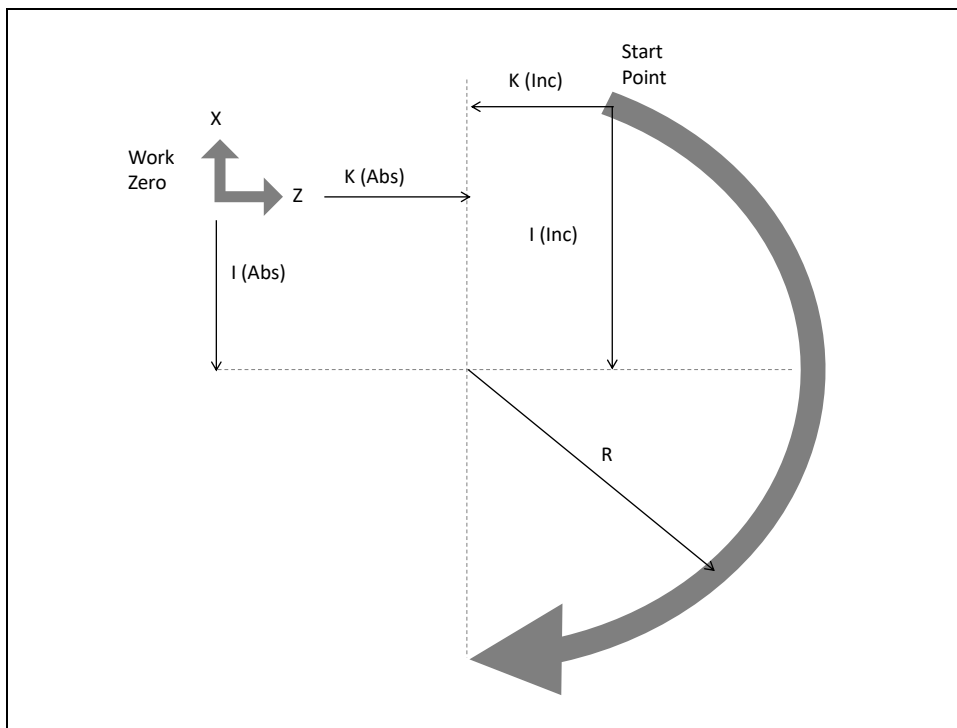 Start
Point
K (Inc)
X
Work
Zero
Z
K (Abs)
I (Inc)
I (Abs)
R